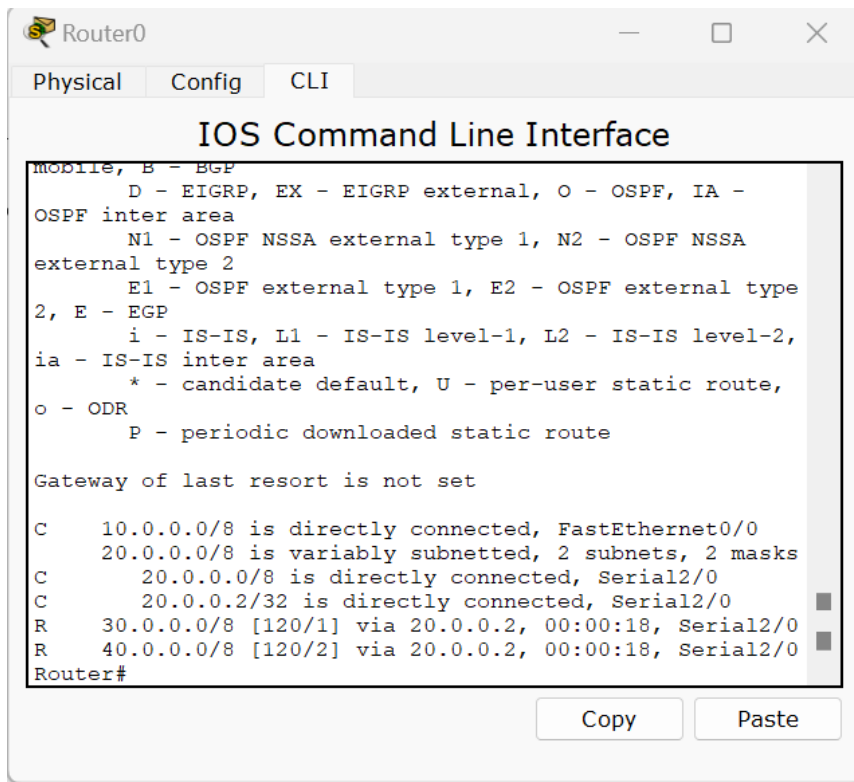 Router0
Physical Config CLI
IOS Command Line Interface
mobile, B - BGP
D - EIGRP, EX - EIGRP external, O - OSPF, IA -
OSPF inter area
N1 - OSPF NSSA external type 1, N2 - OSPF NSSA
external type 2
E1 - OSPF external type 1, E2 - OSPF external type
2, E - EGP
i - IS-IS, L1 - IS-IS level-1, L2 - IS-IS level-2,
ia - IS-IS inter area
* - candidate default, U - per-user static route,
o - ODR
P - periodic downloaded static route
Gateway of last resort is not set
C 10.0.0.0/8 is directly connected, FastEthernet0/0
20.0.0.0/8 is variably subnetted, 2 subnets, 2 masks
C 20.0.0.0/8 is directly connected, Serial2/0
C 20.0.0.2/32 is directly connected, Serial2/0
R 30.0.0.0/8 [120/1] via 20.0.0.2, 00:00:18, Serial2/0
R 40.0.0.0/8 [120/2] via 20.0.0.2, 00:00:18, Serial2/0
Router#
Copy Paste